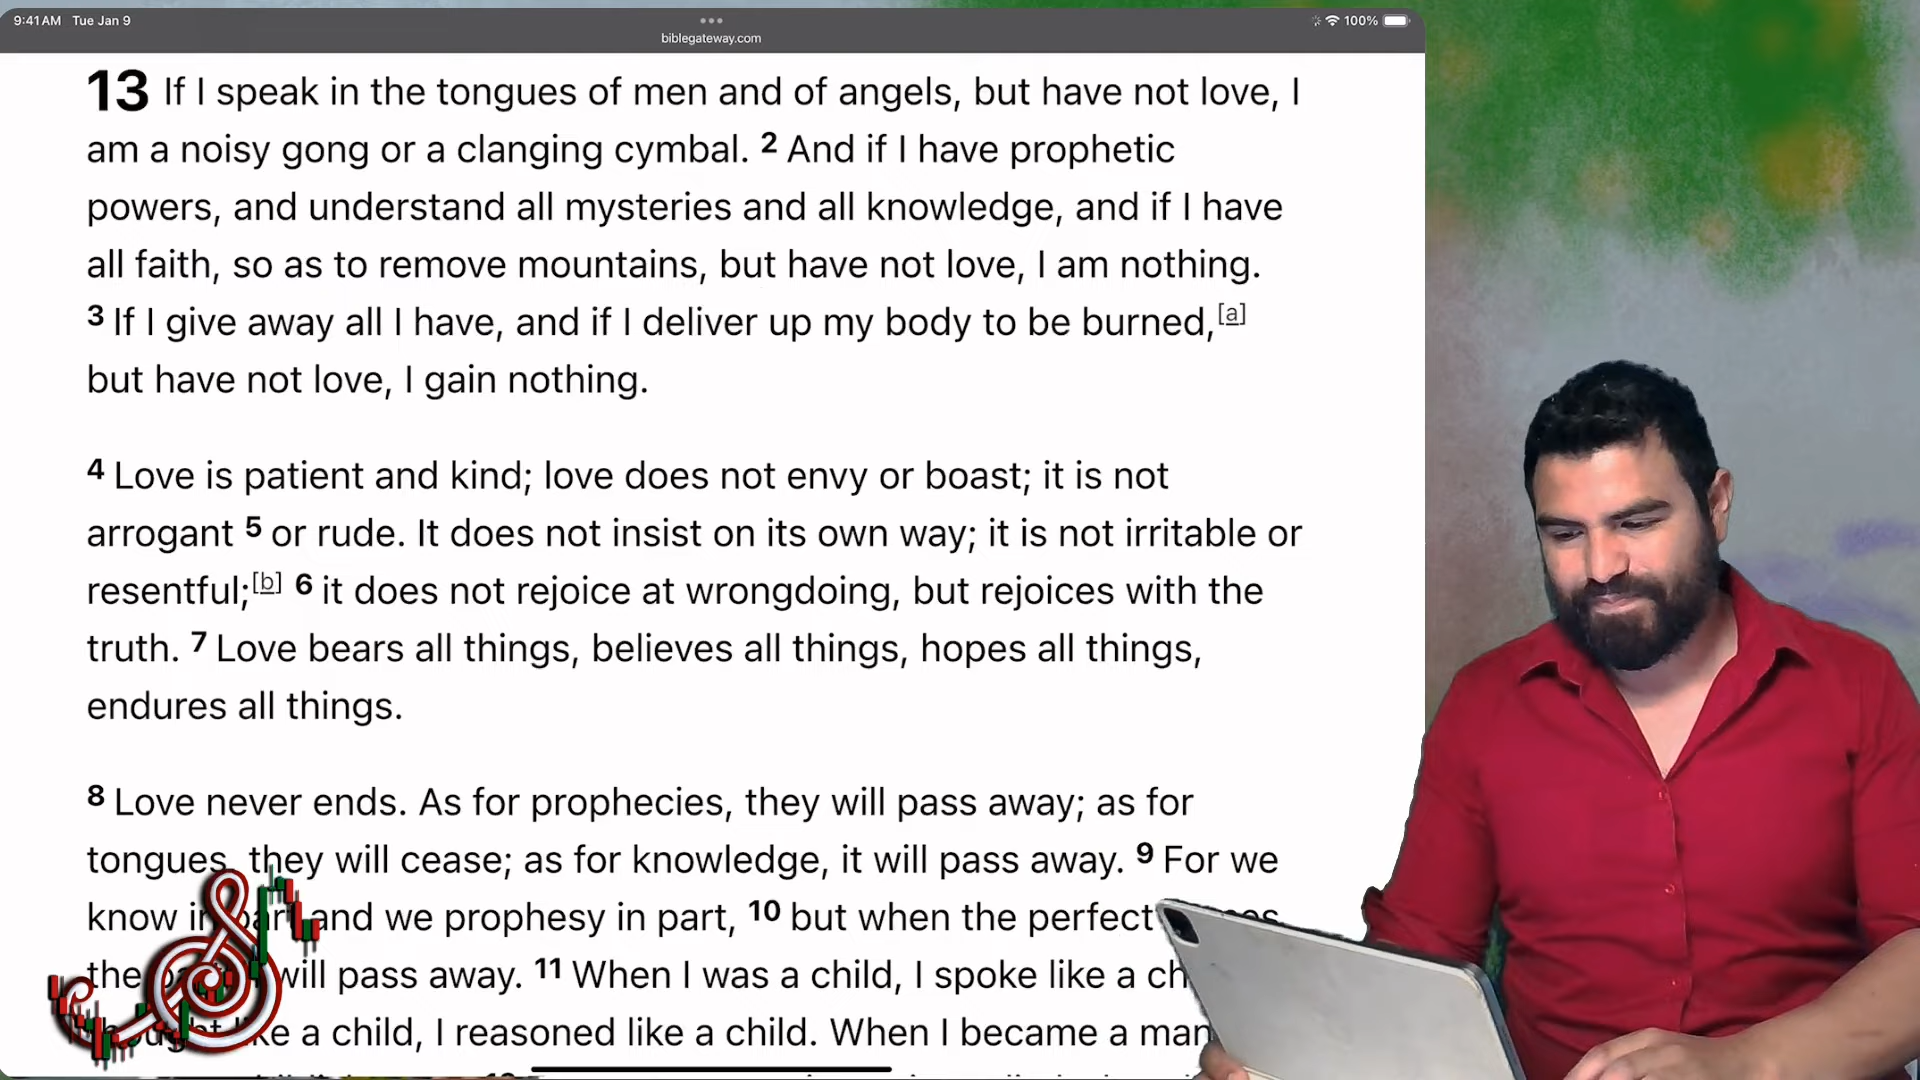 9:41 AM Tue Jan 9
100%
biblegateway.com
13 If I speak in the tongues of men and of angels, but have not love, I
am a noisy gong or a clanging cymbal. 2 And if I have prophetic
powers, and understand all mysteries and all knowledge, and if I have
all faith, so as to remove mountains, but have not love, I am nothing.
3 If I give away all I have, and if I deliver up my body to be burned,[a]
but have not love, I gain nothing.
4 Love is patient and kind; love does not envy or boast; it is not
arrogant 5 or rude. It does not insist on its own way; it is not irritable or
resentful;[b] 6 it does not rejoice at wrongdoing, but rejoices with the
truth. 7 Love bears all things, believes all things, hopes all things,
endures all things.
8 Love never ends. As for prophecies, they will pass away; as for
tongues, they will cease; as for knowledge, it will pass away. 9 For we
know in part and we prophesy in part, 10 but when the perfect
the will pass away. 11 When I was a child, I spoke like a
like a child, I reasoned like a child. When I became a man